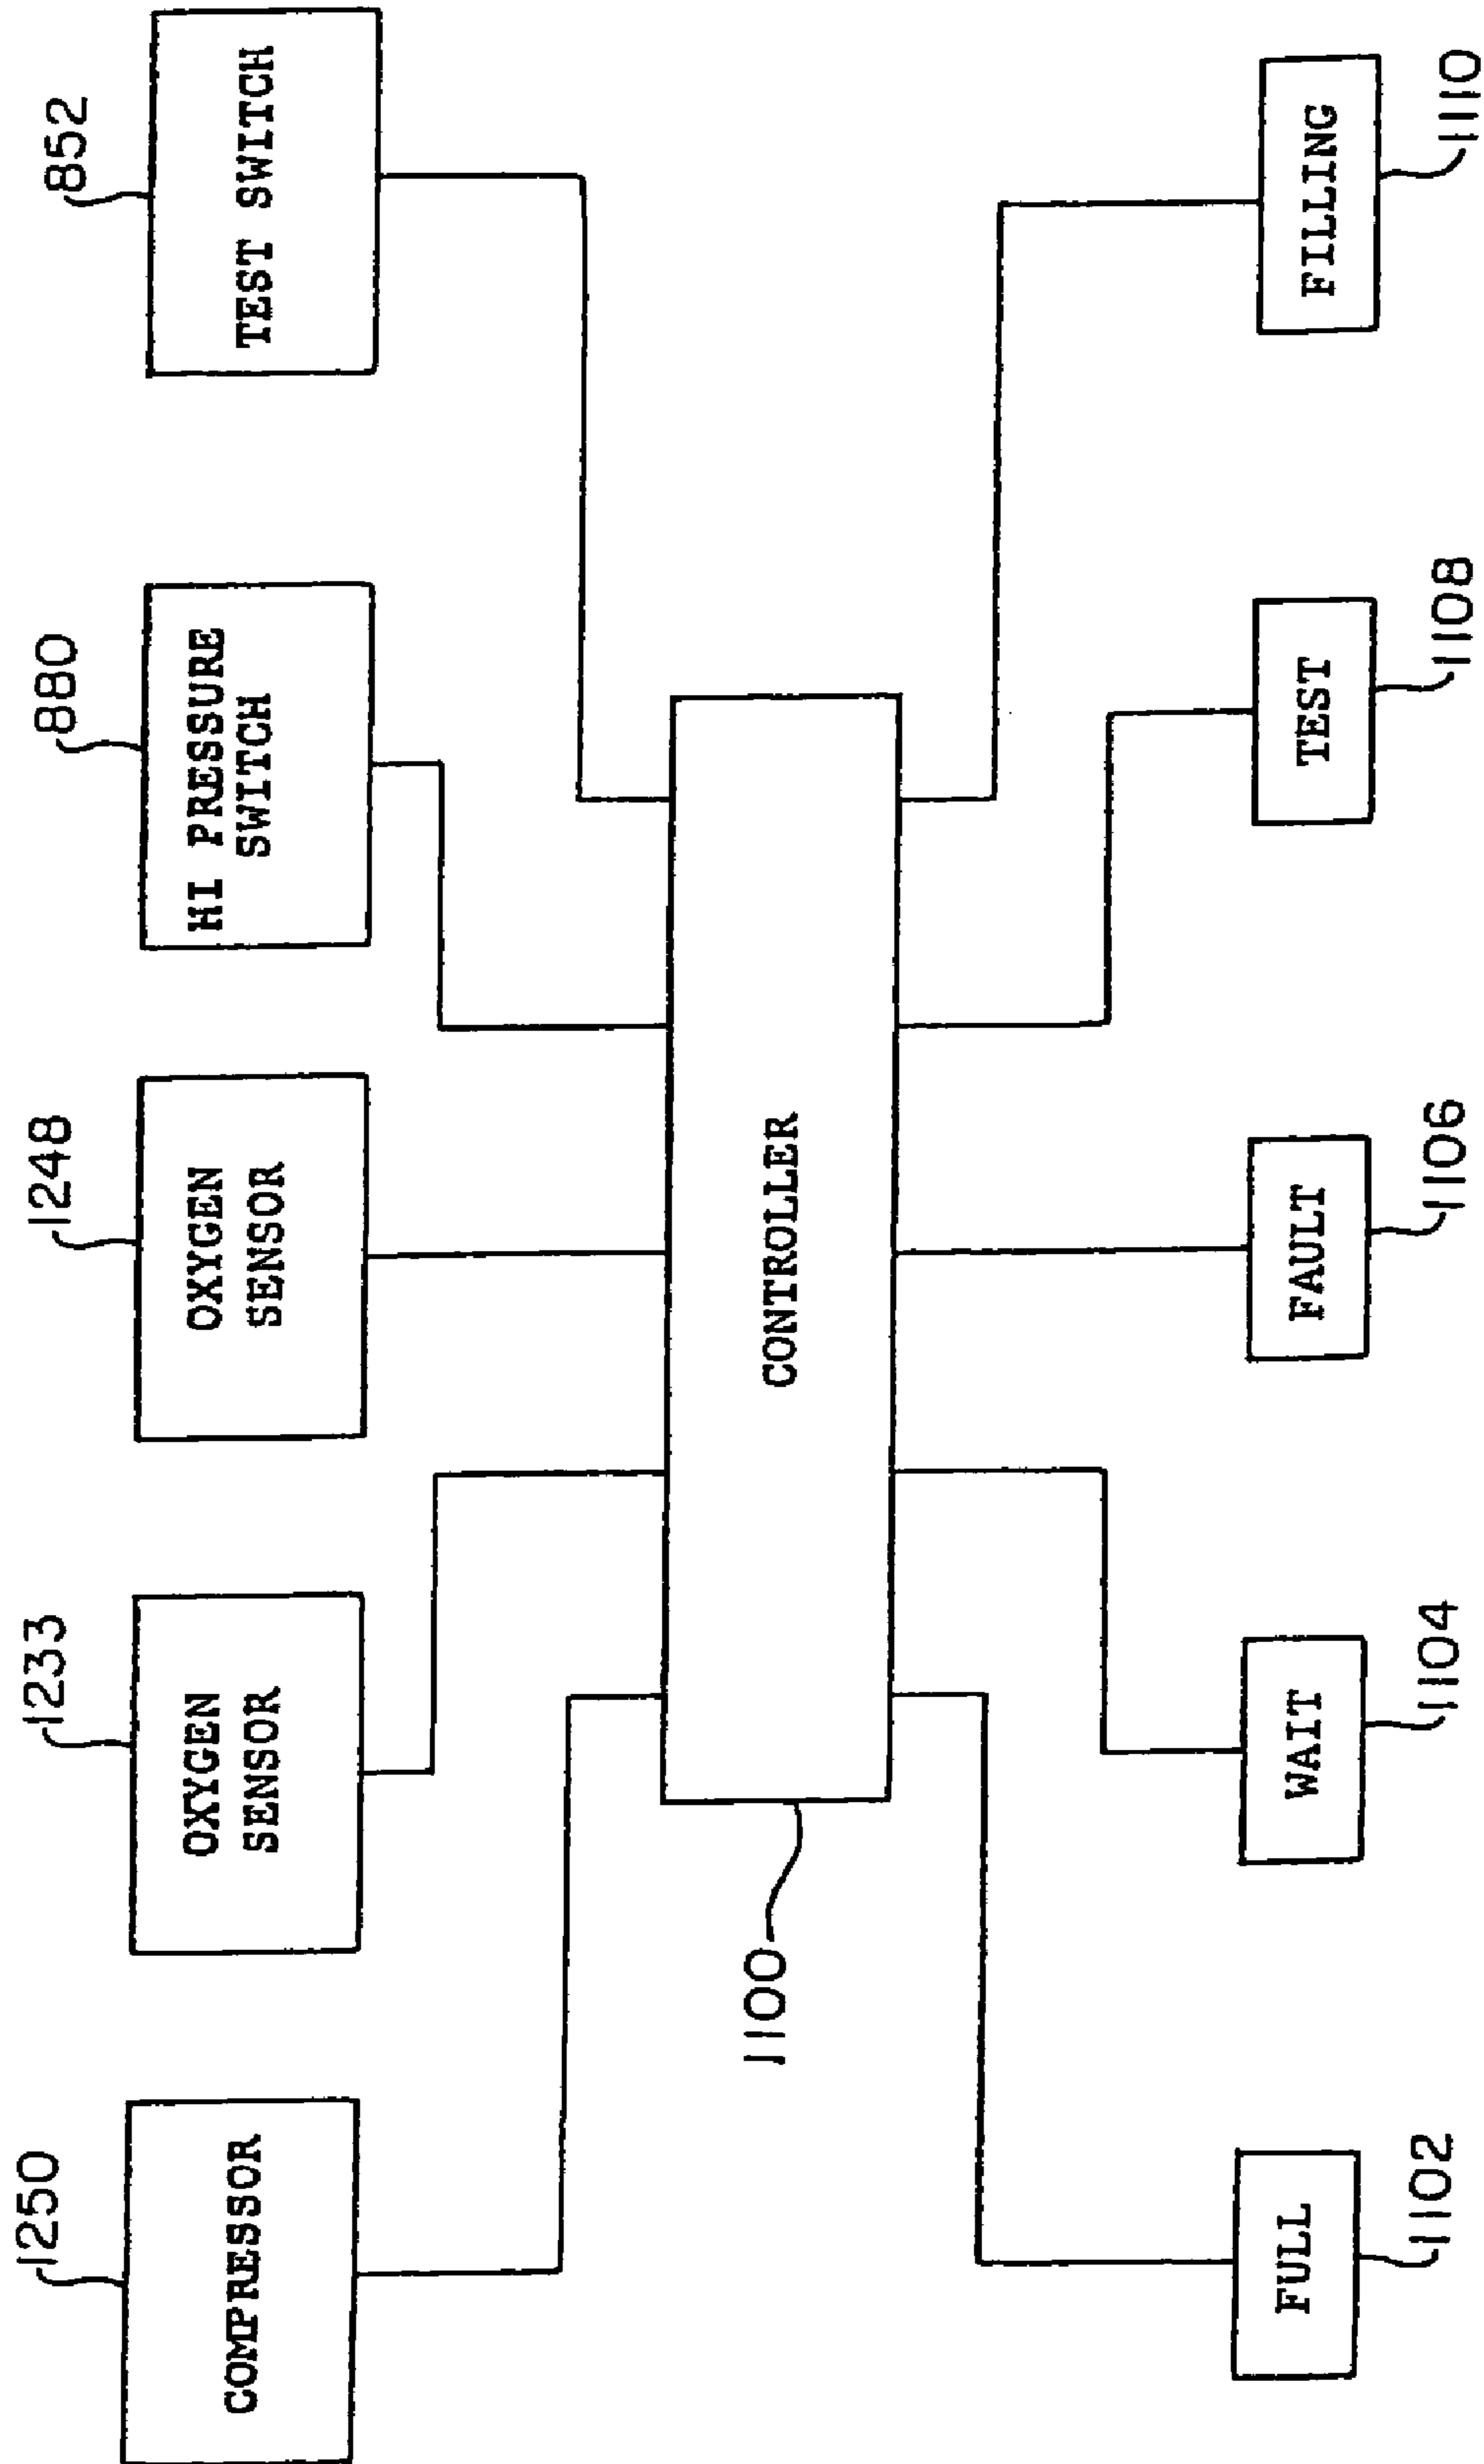 1250
1233
1248
880
852
COMPRESSOR
OXYGEN
SENSOR
OXYGEN
SENSOR
HI PRESSURE
SWITCH
TEST SWITCH
CONTROLLER
1100
FULL
WAIT
FAULT
TEST
FILLING
1102
1104
1106
1108
1110